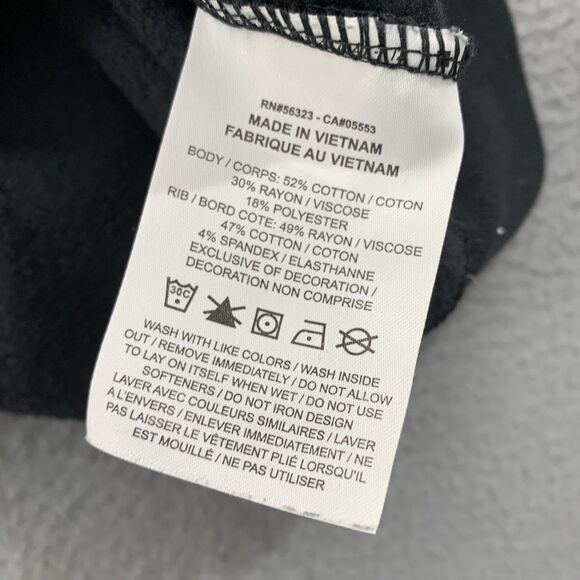 RN#56323 - CA#05553
MADE IN VIETNAM
FABRIQUE AU VIETNAM
BODY / CORPS: 52% COTTON / COTON
30% RAYON / VISCOSE
18% POLYESTER
RIB / BORD COTE: 49% RAYON / VISCOSE
47% COTTON / COTON
4% SPANDEX / ELASTHANNE
EXCLUSIVE OF DECORATION /
DECORATION NON COMPRISE
30C
WASH WITH LIKE COLORS / WASH INSIDE
OUT / REMOVE IMMEDIATELY / DO NOT ALLOW
TO LAY ON ITSELF WHEN WET / DO NOT USE
SOFTENERS / DO NOT IRON DESIGN
LAVER AVEC COULEURS SIMILAIRES / LAVER
A L'ENVERS / ENLEVER IMMEDIATEMENT / NE
PAS LAISSER LE VÊTEMENT PLIÉ LORSQU'IL
EST MOUILLÉ / NE PAS UTILISER